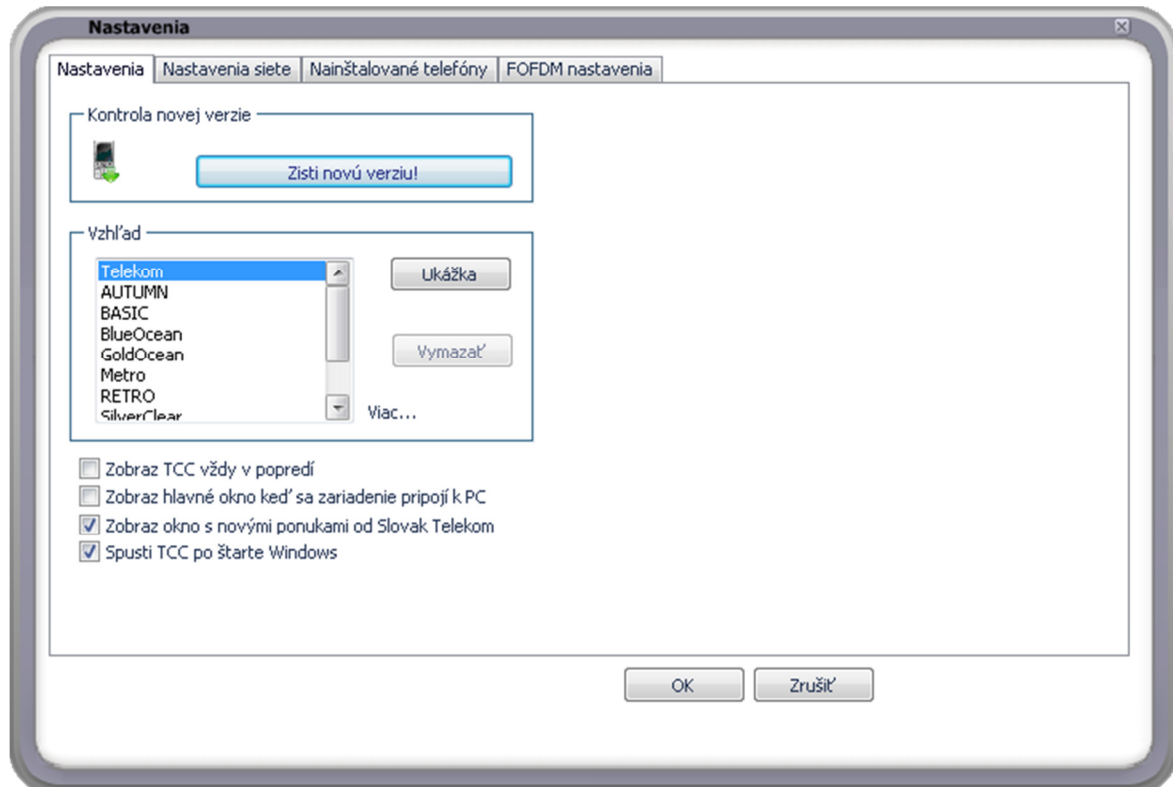 Nastavenia
Nastavenia Nastavenia siete Nainštalované telefóny FOFDM nastavenia
Kontrola novej verzie
Zisti novú verziu!
Vzhľad
Telekom
Ukážka
AUTUMN
BASIC
BlueOcean
GoldOcean
Vymazať
Metro
RETRO
SilverClear
Viac...
Zobraz TCC vždy v popredí
Zobraz hlavné okno keď sa zariadenie pripojí k PC
Zobraz okno s novými ponukami od Slovak Telekom
Spusti TCC po štarte Windows
OK Zrušiť